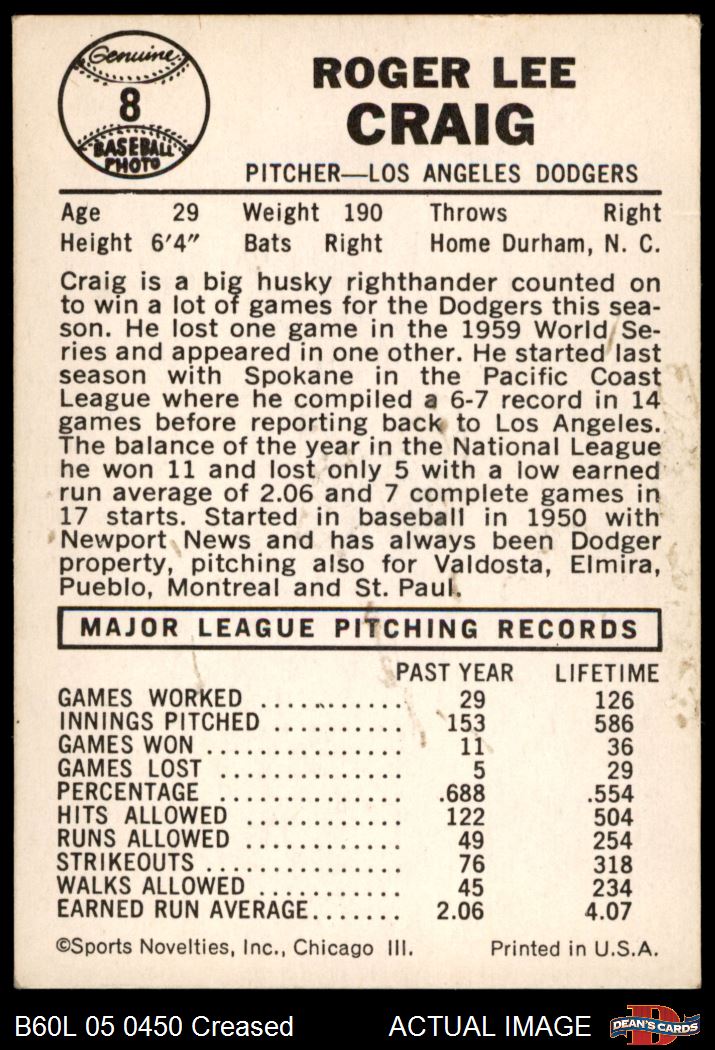 Genuine
8
BASEBALL
PHOTO
ROGER LEE
CRAIG
PITCHER—LOS ANGELES DODGERS
Age 29 Weight 190 Throws Right
Height 6′4″ Bats Right Home Durham, N. C.
Craig is a big husky righthander counted on
to win a lot of games for the Dodgers this sea-
son. He lost one game in the 1959 World Se-
ries and appeared in one other. He started last
season with Spokane in the Pacific Coast
League where he compiled a 6-7 record in 14
games before reporting back to Los Angeles.
The balance of the year in the National League
he won 11 and lost only 5 with a low earned
run average of 2.06 and 7 complete games in
17 starts. Started in baseball in 1950 with
Newport News and has always been Dodger
property, pitching also for Valdosta, Elmira,
Pueblo, Montreal and St. Paul.
MAJOR LEAGUE PITCHING RECORDS
PAST YEAR LIFETIME
GAMES WORKED ........... 29 126
INNINGS PITCHED .......... 153 586
GAMES WON ............... 11 36
GAMES LOST .............. 5 29
PERCENTAGE .............. .688 .554
HITS ALLOWED ............ 122 504
RUNS ALLOWED ............ 49 254
STRIKEOUTS ............... 76 318
WALKS ALLOWED ........... 45 234
EARNED RUN AVERAGE....... 2.06 4.07
©Sports Novelties, Inc., Chicago Ill. Printed in U.S.A.
B60L 05 0450 Creased ACTUAL IMAGE
D
DEAN'S CARDS